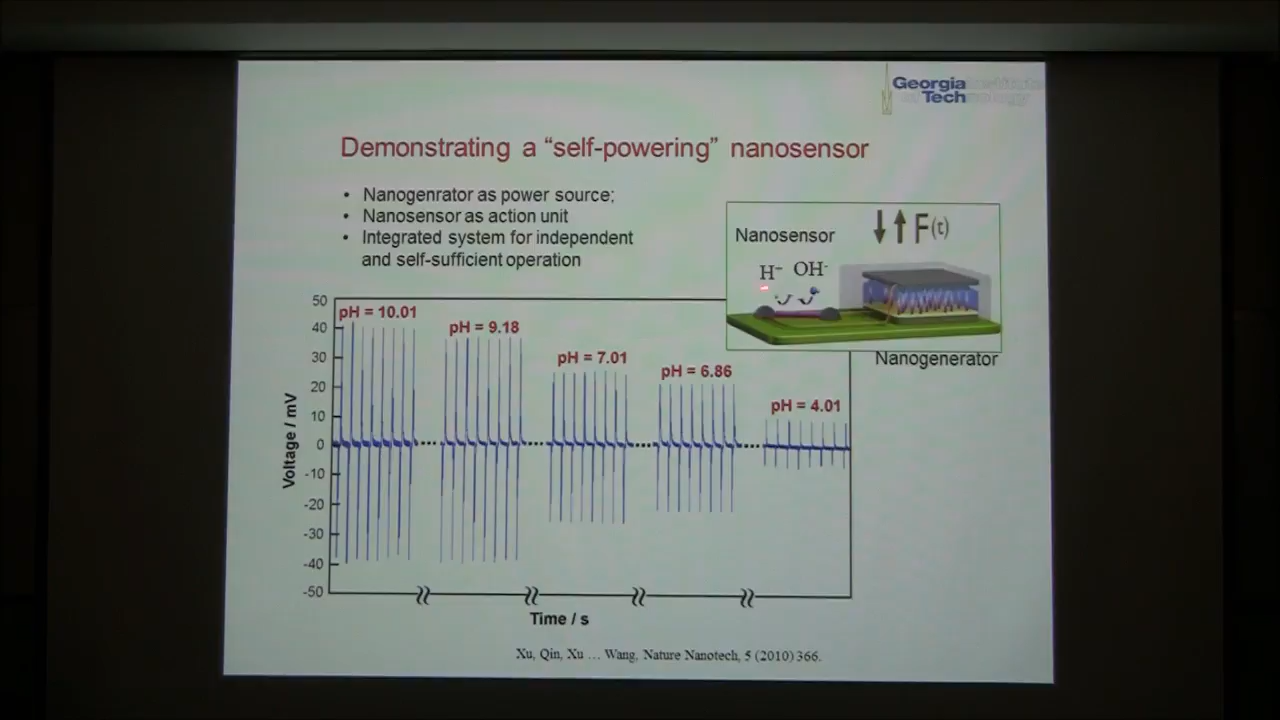 Georgia Institute
Tech of Technology
Demonstrating a “self-powering” nanosensor
• Nanogenrator as power source;
• Nanosensor as action unit
• Integrated system for independent
and self-sufficient operation
Nanosensor
F(t)
H⁻ OH⁻
Nanogenerator
pH = 10.01
pH = 9.18
pH = 7.01
pH = 6.86
pH = 4.01
50
40
30
20
10
0
-10
-20
-30
-40
-50
Voltage / mV
Time / s
Xu, Qin, Xu … Wang, Nature Nanotech, 5 (2010) 366.